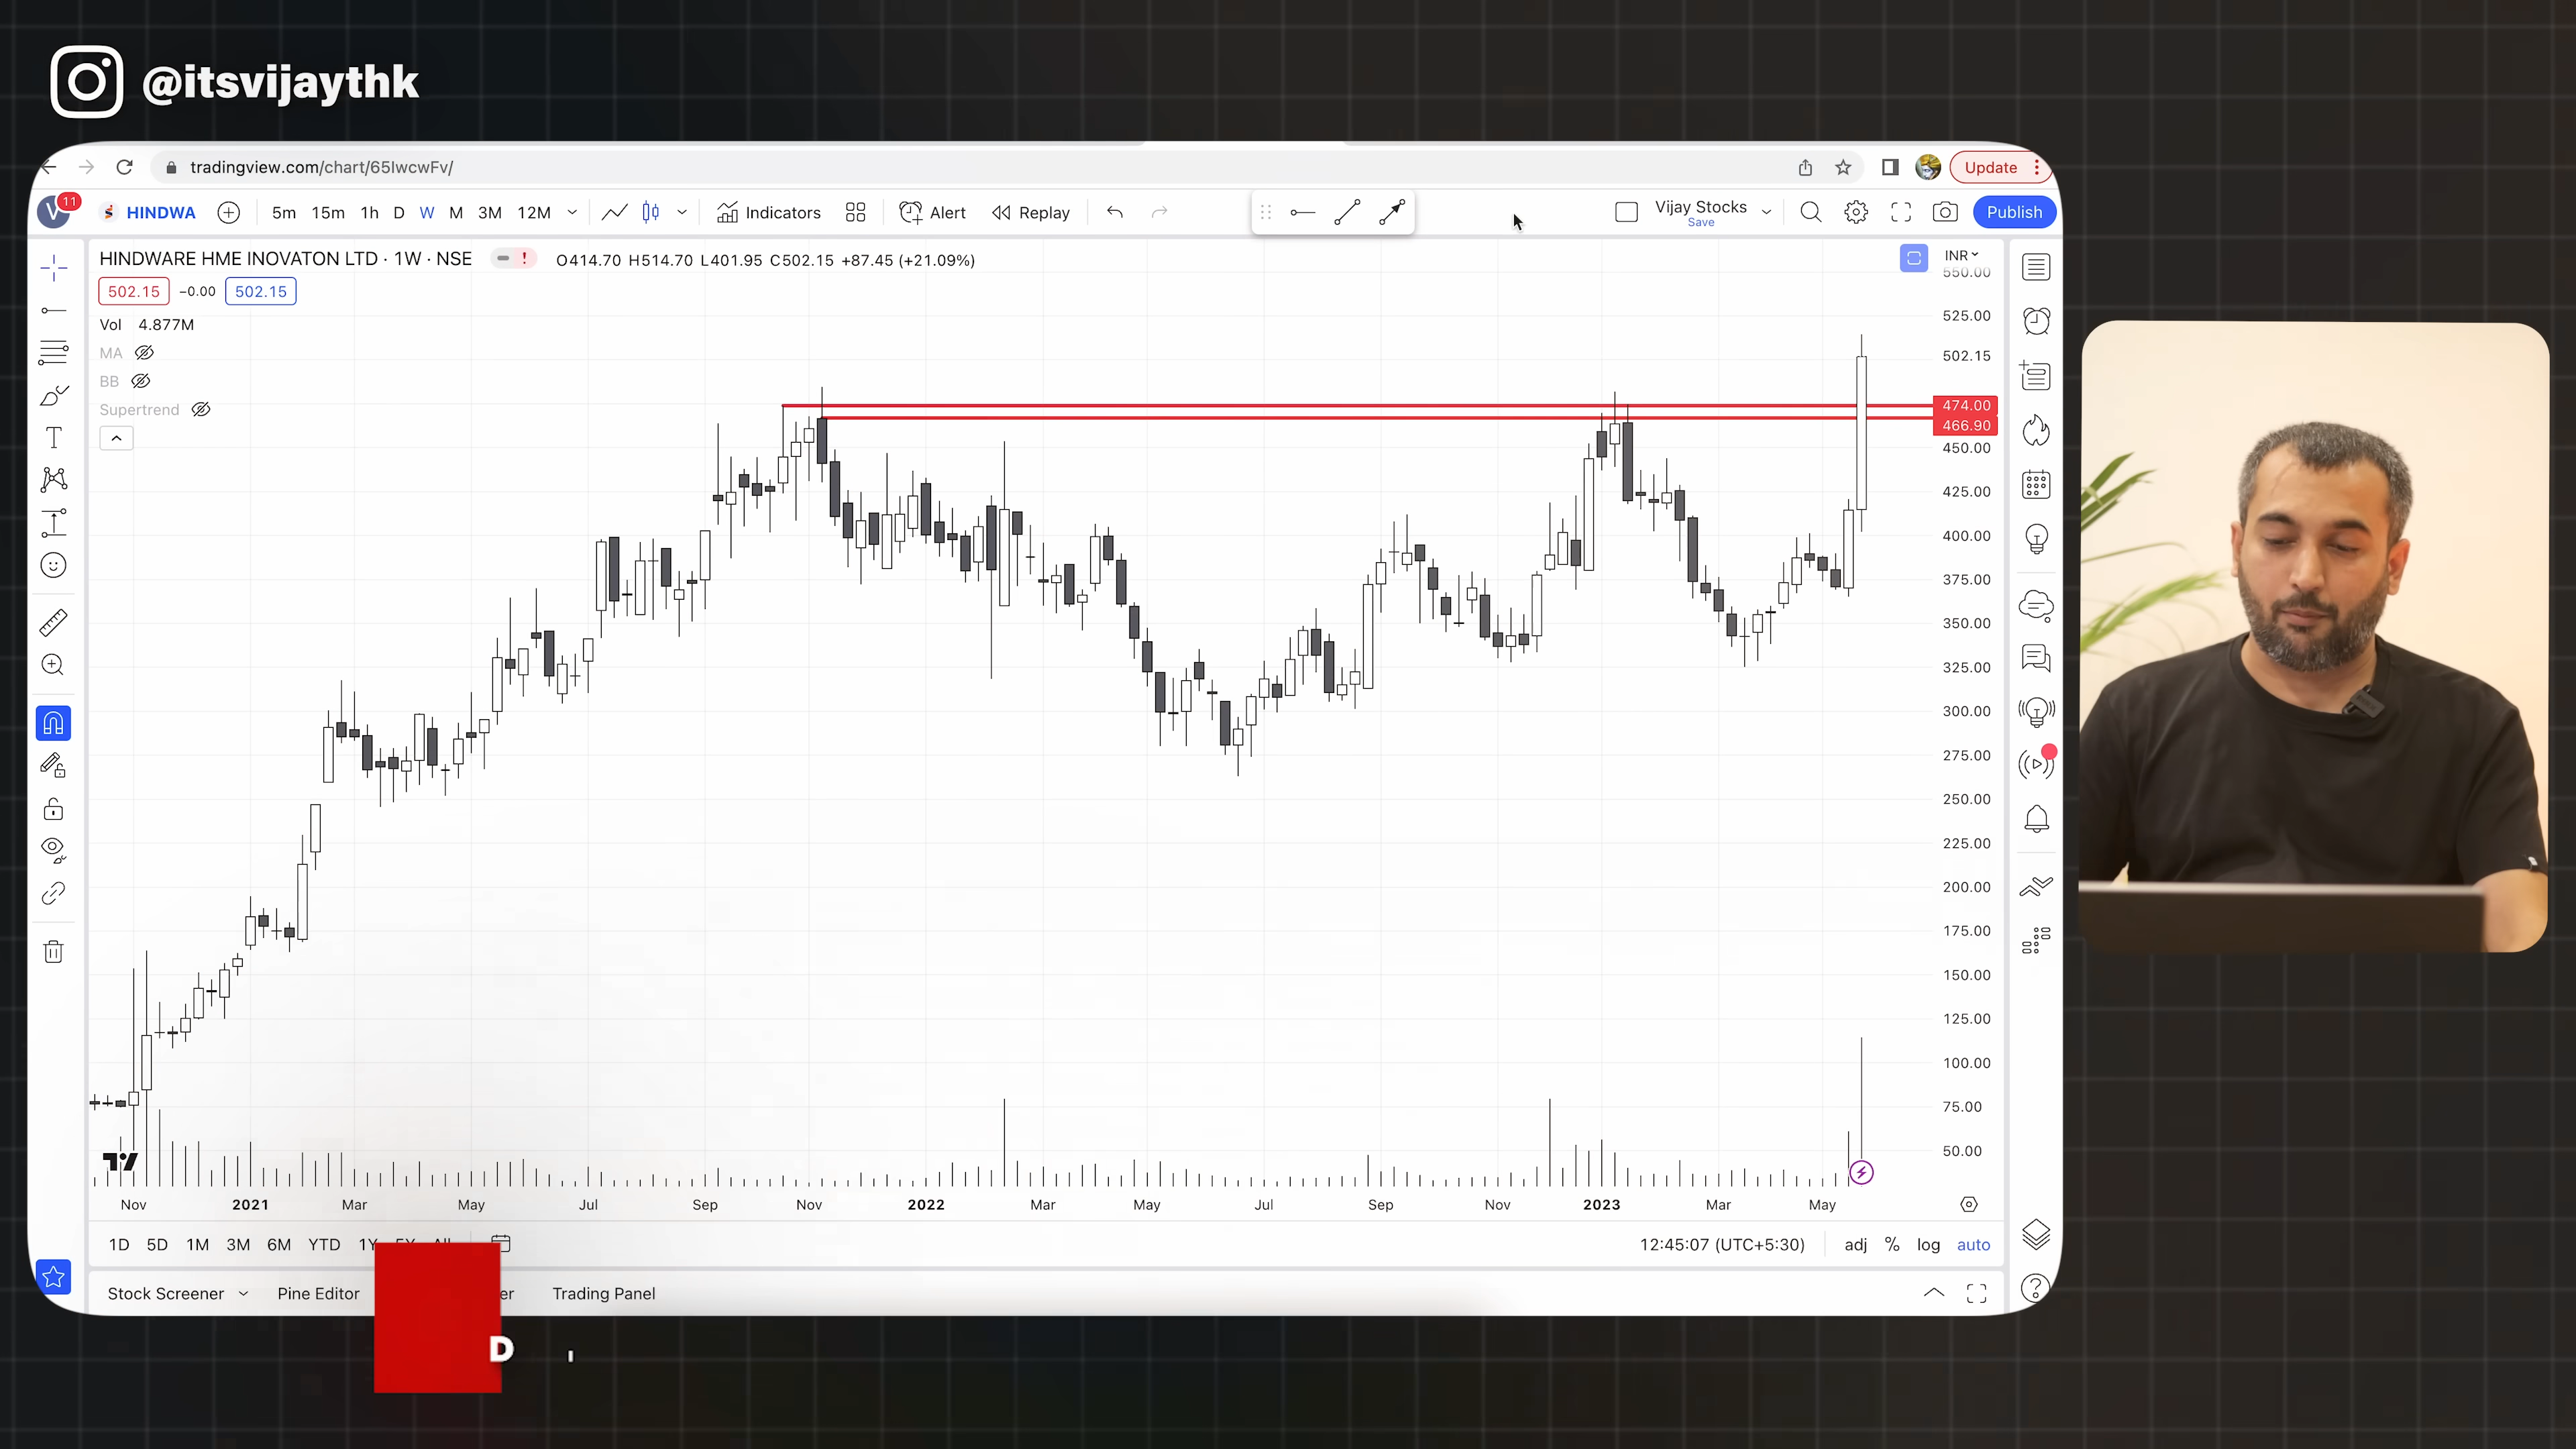 @itsvijaythk
tradingview.com/chart/65IwcwFv/
Update
V 11 HINDWA 5m 15m 1h D W M 3M 12M Indicators Alert Replay Vijay Stocks Save Publish
HINDWARE HME INOVATON LTD · 1W · NSE ! O414.70 H514.70 L401.95 C502.15 +87.45 (+21.09%)
INR
502.15 −0.00 502.15
Vol 4.877M
MA
BB
Supertrend
550.00
525.00
502.15
474.00
466.90
450.00
425.00
400.00
375.00
350.00
325.00
300.00
275.00
250.00
225.00
200.00
175.00
150.00
125.00
100.00
75.00
50.00
Nov 2021 Mar May Jul Sep Nov 2022 Mar May Jul Sep Nov 2023 Mar May
1D 5D 1M 3M 6M YTD 1Y 12:45:07 (UTC+5:30) adj % log auto
Stock Screener Pine Editor er Trading Panel
D